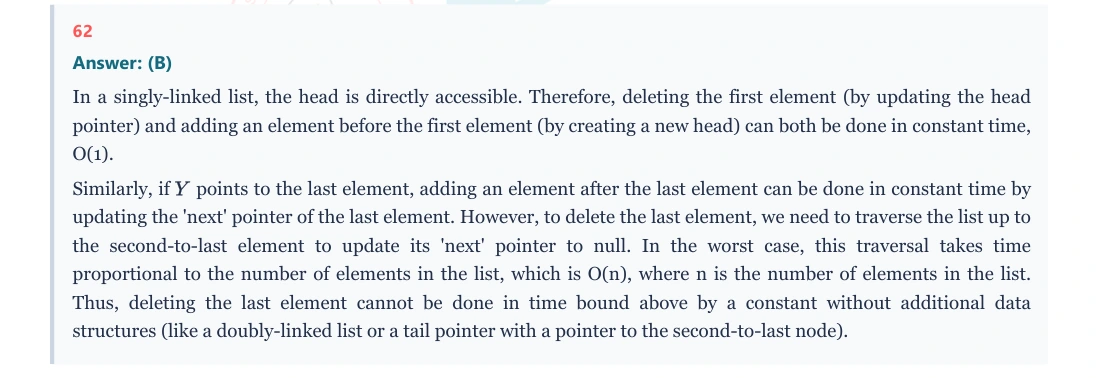 62
Answer: (B)
In a singly-linked list, the head is directly accessible. Therefore, deleting the first element (by updating the head
pointer) and adding an element before the first element (by creating a new head) can both be done in constant time,
O(1).
Similarly, if Y points to the last element, adding an element after the last element can be done in constant time by
updating the 'next' pointer of the last element. However, to delete the last element, we need to traverse the list up to
the second-to-last element to update its 'next' pointer to null. In the worst case, this traversal takes time
proportional to the number of elements in the list, which is O(n), where n is the number of elements in the list.
Thus, deleting the last element cannot be done in time bound above by a constant without additional data
structures (like a doubly-linked list or a tail pointer with a pointer to the second-to-last node).